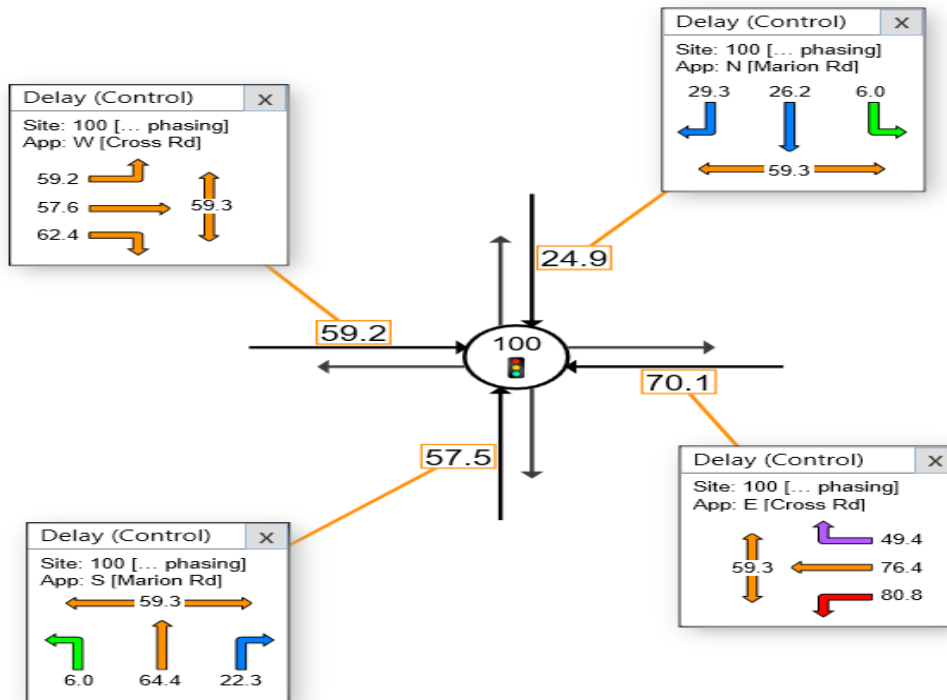 Delay (Control) x
Site: 100 [... phasing]
App: N [Marion Rd]
29.3 26.2 6.0
59.3
Delay (Control) x
Site: 100 [... phasing]
App: W [Cross Rd]
59.2
57.6 59.3
62.4
24.9
59.2
100
70.1
57.5
Delay (Control) x
Site: 100 [... phasing]
App: E [Cross Rd]
49.4
59.3 76.4
80.8
Delay (Control) x
Site: 100 [... phasing]
App: S [Marion Rd]
59.3
6.0 64.4 22.3